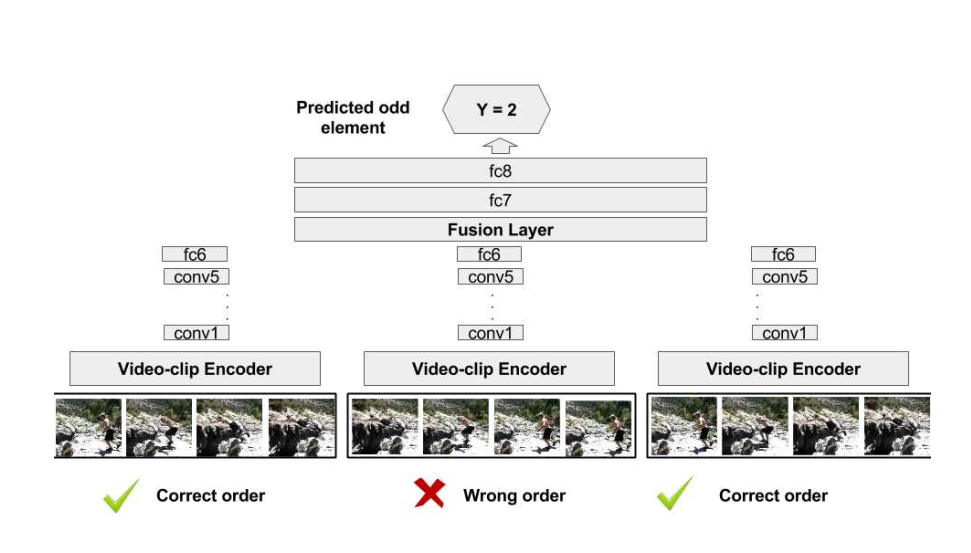 Predicted odd
element
Y = 2
fc8
fc7
Fusion Layer
fc6 fc6 fc6
conv5 conv5 conv5
conv1 conv1 conv1
Video-clip Encoder Video-clip Encoder Video-clip Encoder
Correct order Wrong order Correct order